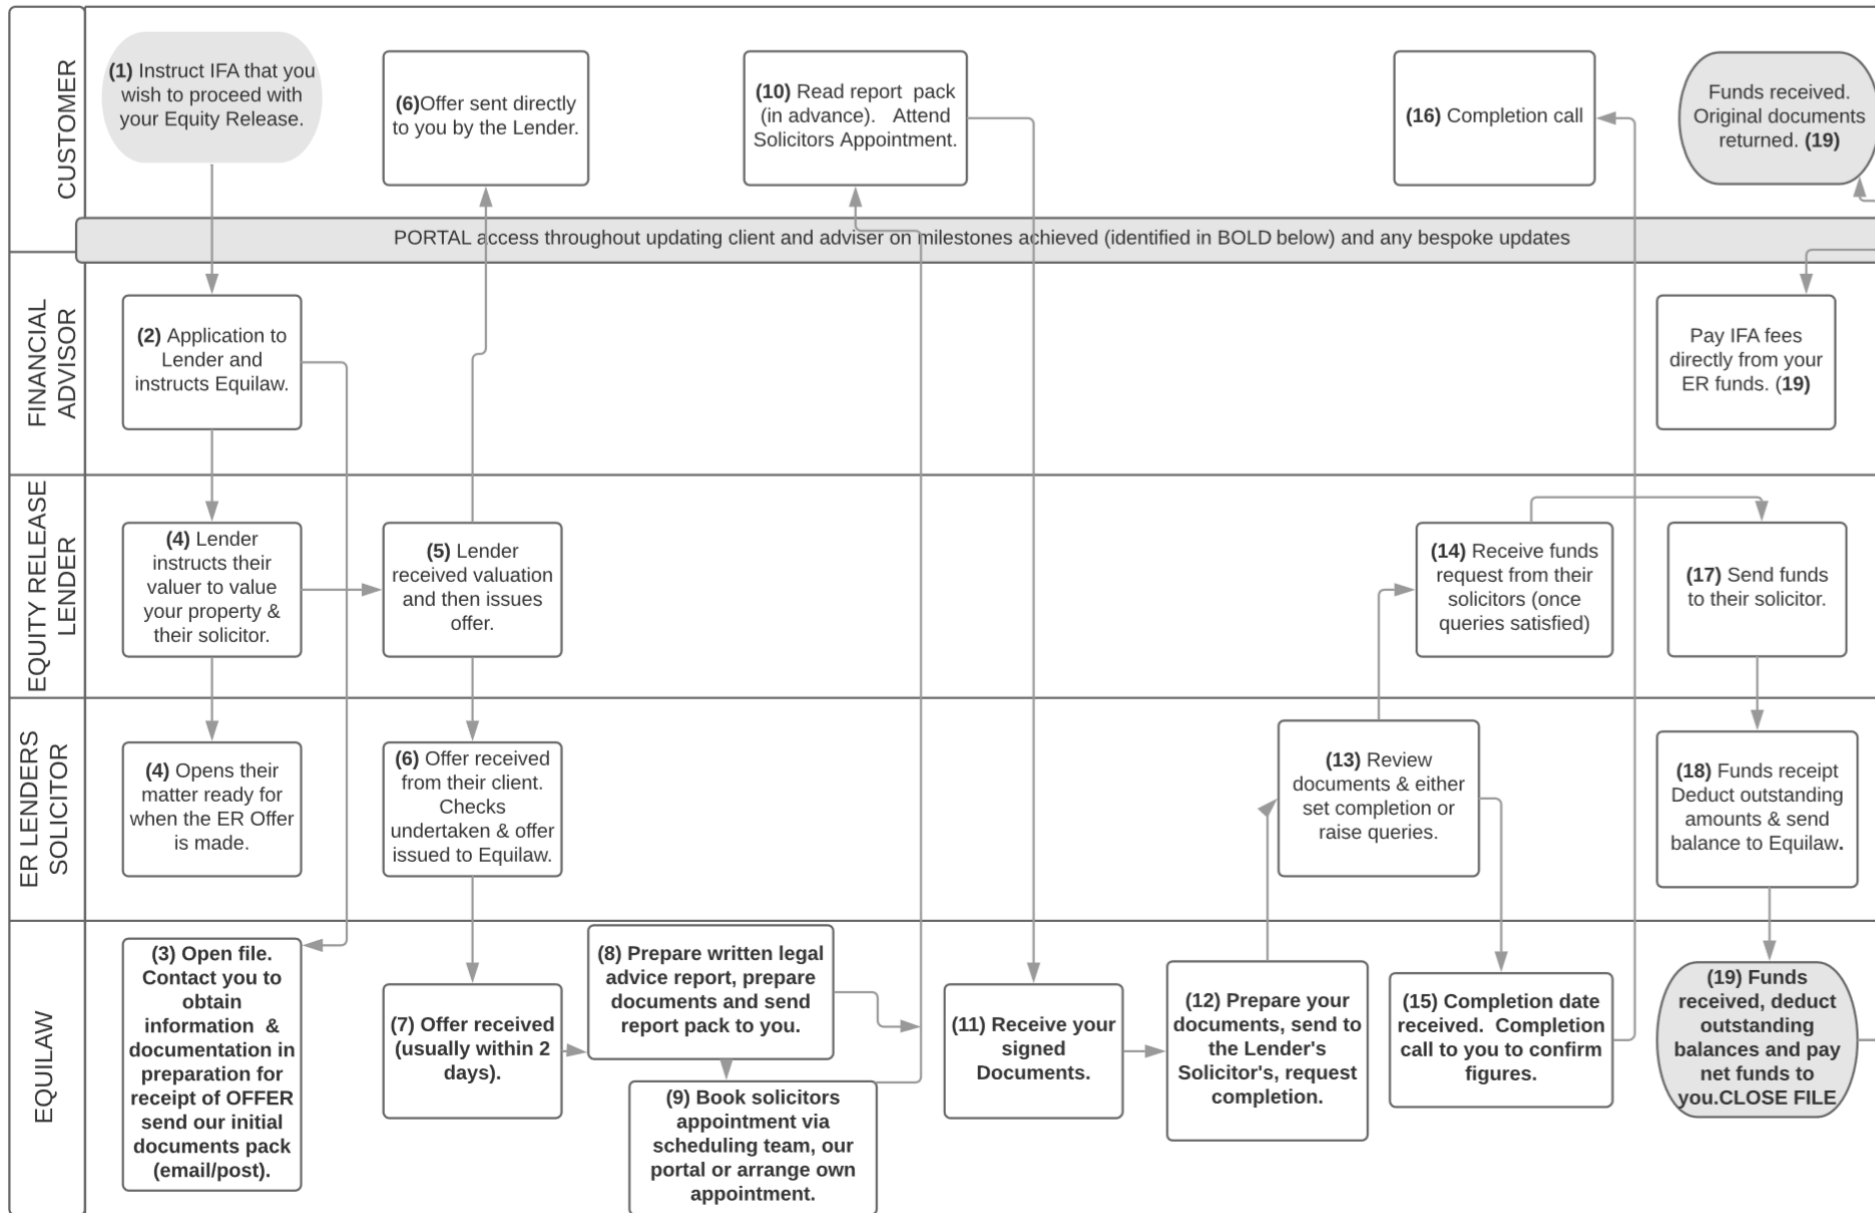 CUSTOMER
(1) Instruct IFA that you
wish to proceed with
your Equity Release.
(6)Offer sent directly
to you by the Lender.
(10) Read report pack
(in advance). Attend
Solicitors Appointment.
(16) Completion call
Funds received.
Original documents
returned. (19)
PORTAL access throughout updating client and adviser on milestones achieved (identified in BOLD below) and any bespoke updates
FINANCIAL
ADVISOR
(2) Application to
Lender and
instructs Equilaw.
Pay IFA fees
directly from your
ER funds. (19)
EQUITY RELEASE
LENDER
(4) Lender
instructs their
valuer to value
your property &
their solicitor.
(5) Lender
received valuation
and then issues
offer.
(14) Receive funds
request from their
solicitors (once
queries satisfied)
(17) Send funds
to their solicitor.
ER LENDERS
SOLICITOR
(4) Opens their
matter ready for
when the ER Offer
is made.
(6) Offer received
from their client.
Checks
undertaken & offer
issued to Equilaw.
(13) Review
documents & either
set completion or
raise queries.
(18) Funds receipt
Deduct outstanding
amounts & send
balance to Equilaw.
EQUILAW
(3) Open file.
Contact you to
obtain
information &
documentation in
preparation for
receipt of OFFER
send our initial
documents pack
(email/post).
(7) Offer received
(usually within 2
days).
(8) Prepare written legal
advice report, prepare
documents and send
report pack to you.
(9) Book solicitors
appointment via
scheduling team, our
portal or arrange own
appointment.
(11) Receive your
signed
Documents.
(12) Prepare your
documents, send to
the Lender's
Solicitor's, request
completion.
(15) Completion date
received. Completion
call to you to confirm
figures.
(19) Funds
received, deduct
outstanding
balances and pay
net funds to
you.CLOSE FILE